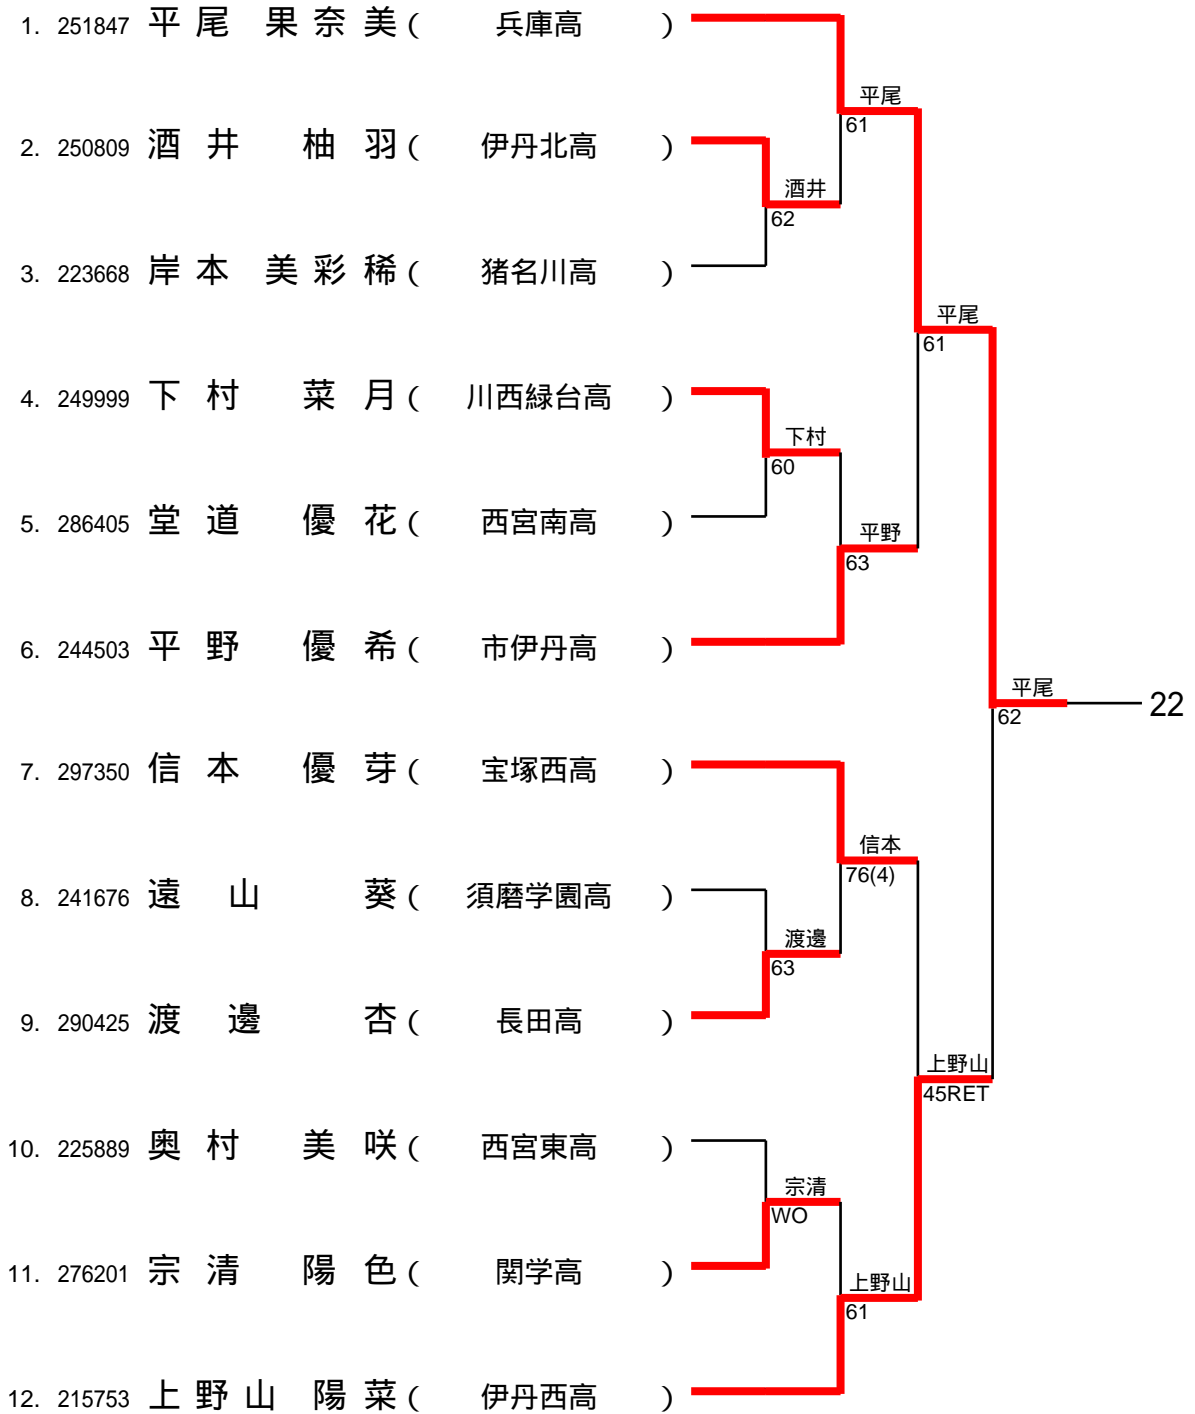 1. 251847 平尾 果奈美 ( 兵庫高 )
平尾
61
2. 250809 酒井 柚羽 ( 伊丹北高 )
酒井
62
3. 223668 岸本 美彩稀 ( 猪名川高 )
平尾
61
4. 249999 下村 菜月 ( 川西緑台高 )
下村
60
5. 286405 堂道 優花 ( 西宮南高 )
平野
63
6. 244503 平野 優希 ( 市伊丹高 )
平尾
62
22
7. 297350 信本 優芽 ( 宝塚西高 )
信本
76(4)
8. 241676 遠山 葵 ( 須磨学園高 )
渡邊
63
9. 290425 渡邊 杏 ( 長田高 )
上野山
45RET
10. 225889 奥村 美咲 ( 西宮東高 )
宗清
WO
11. 276201 宗清 陽色 ( 関学高 )
上野山
61
12. 215753 上野山 陽菜 ( 伊丹西高 )